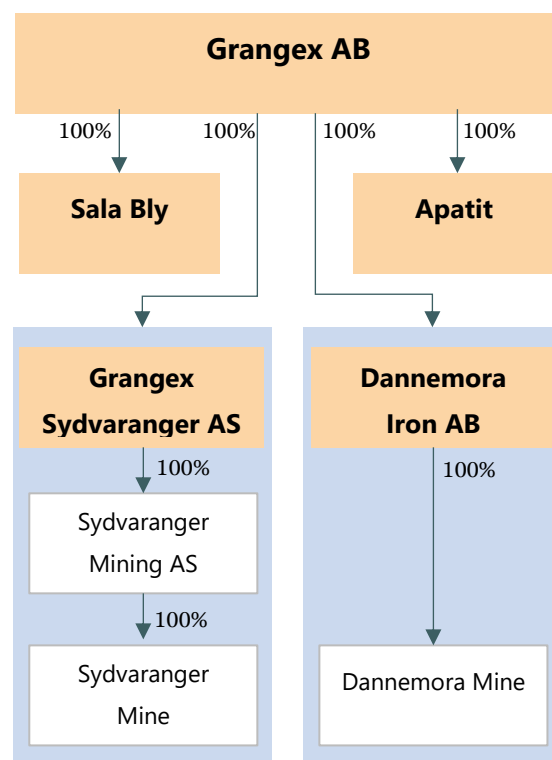 Grangex AB
100% 100% 100% 100%
Sala Bly
Apatit
Grangex
Sydvaranger AS
Dannemora
Iron AB
100%
100%
Sydvaranger
Mining AS
100%
Sydvaranger
Mine
Dannemora Mine